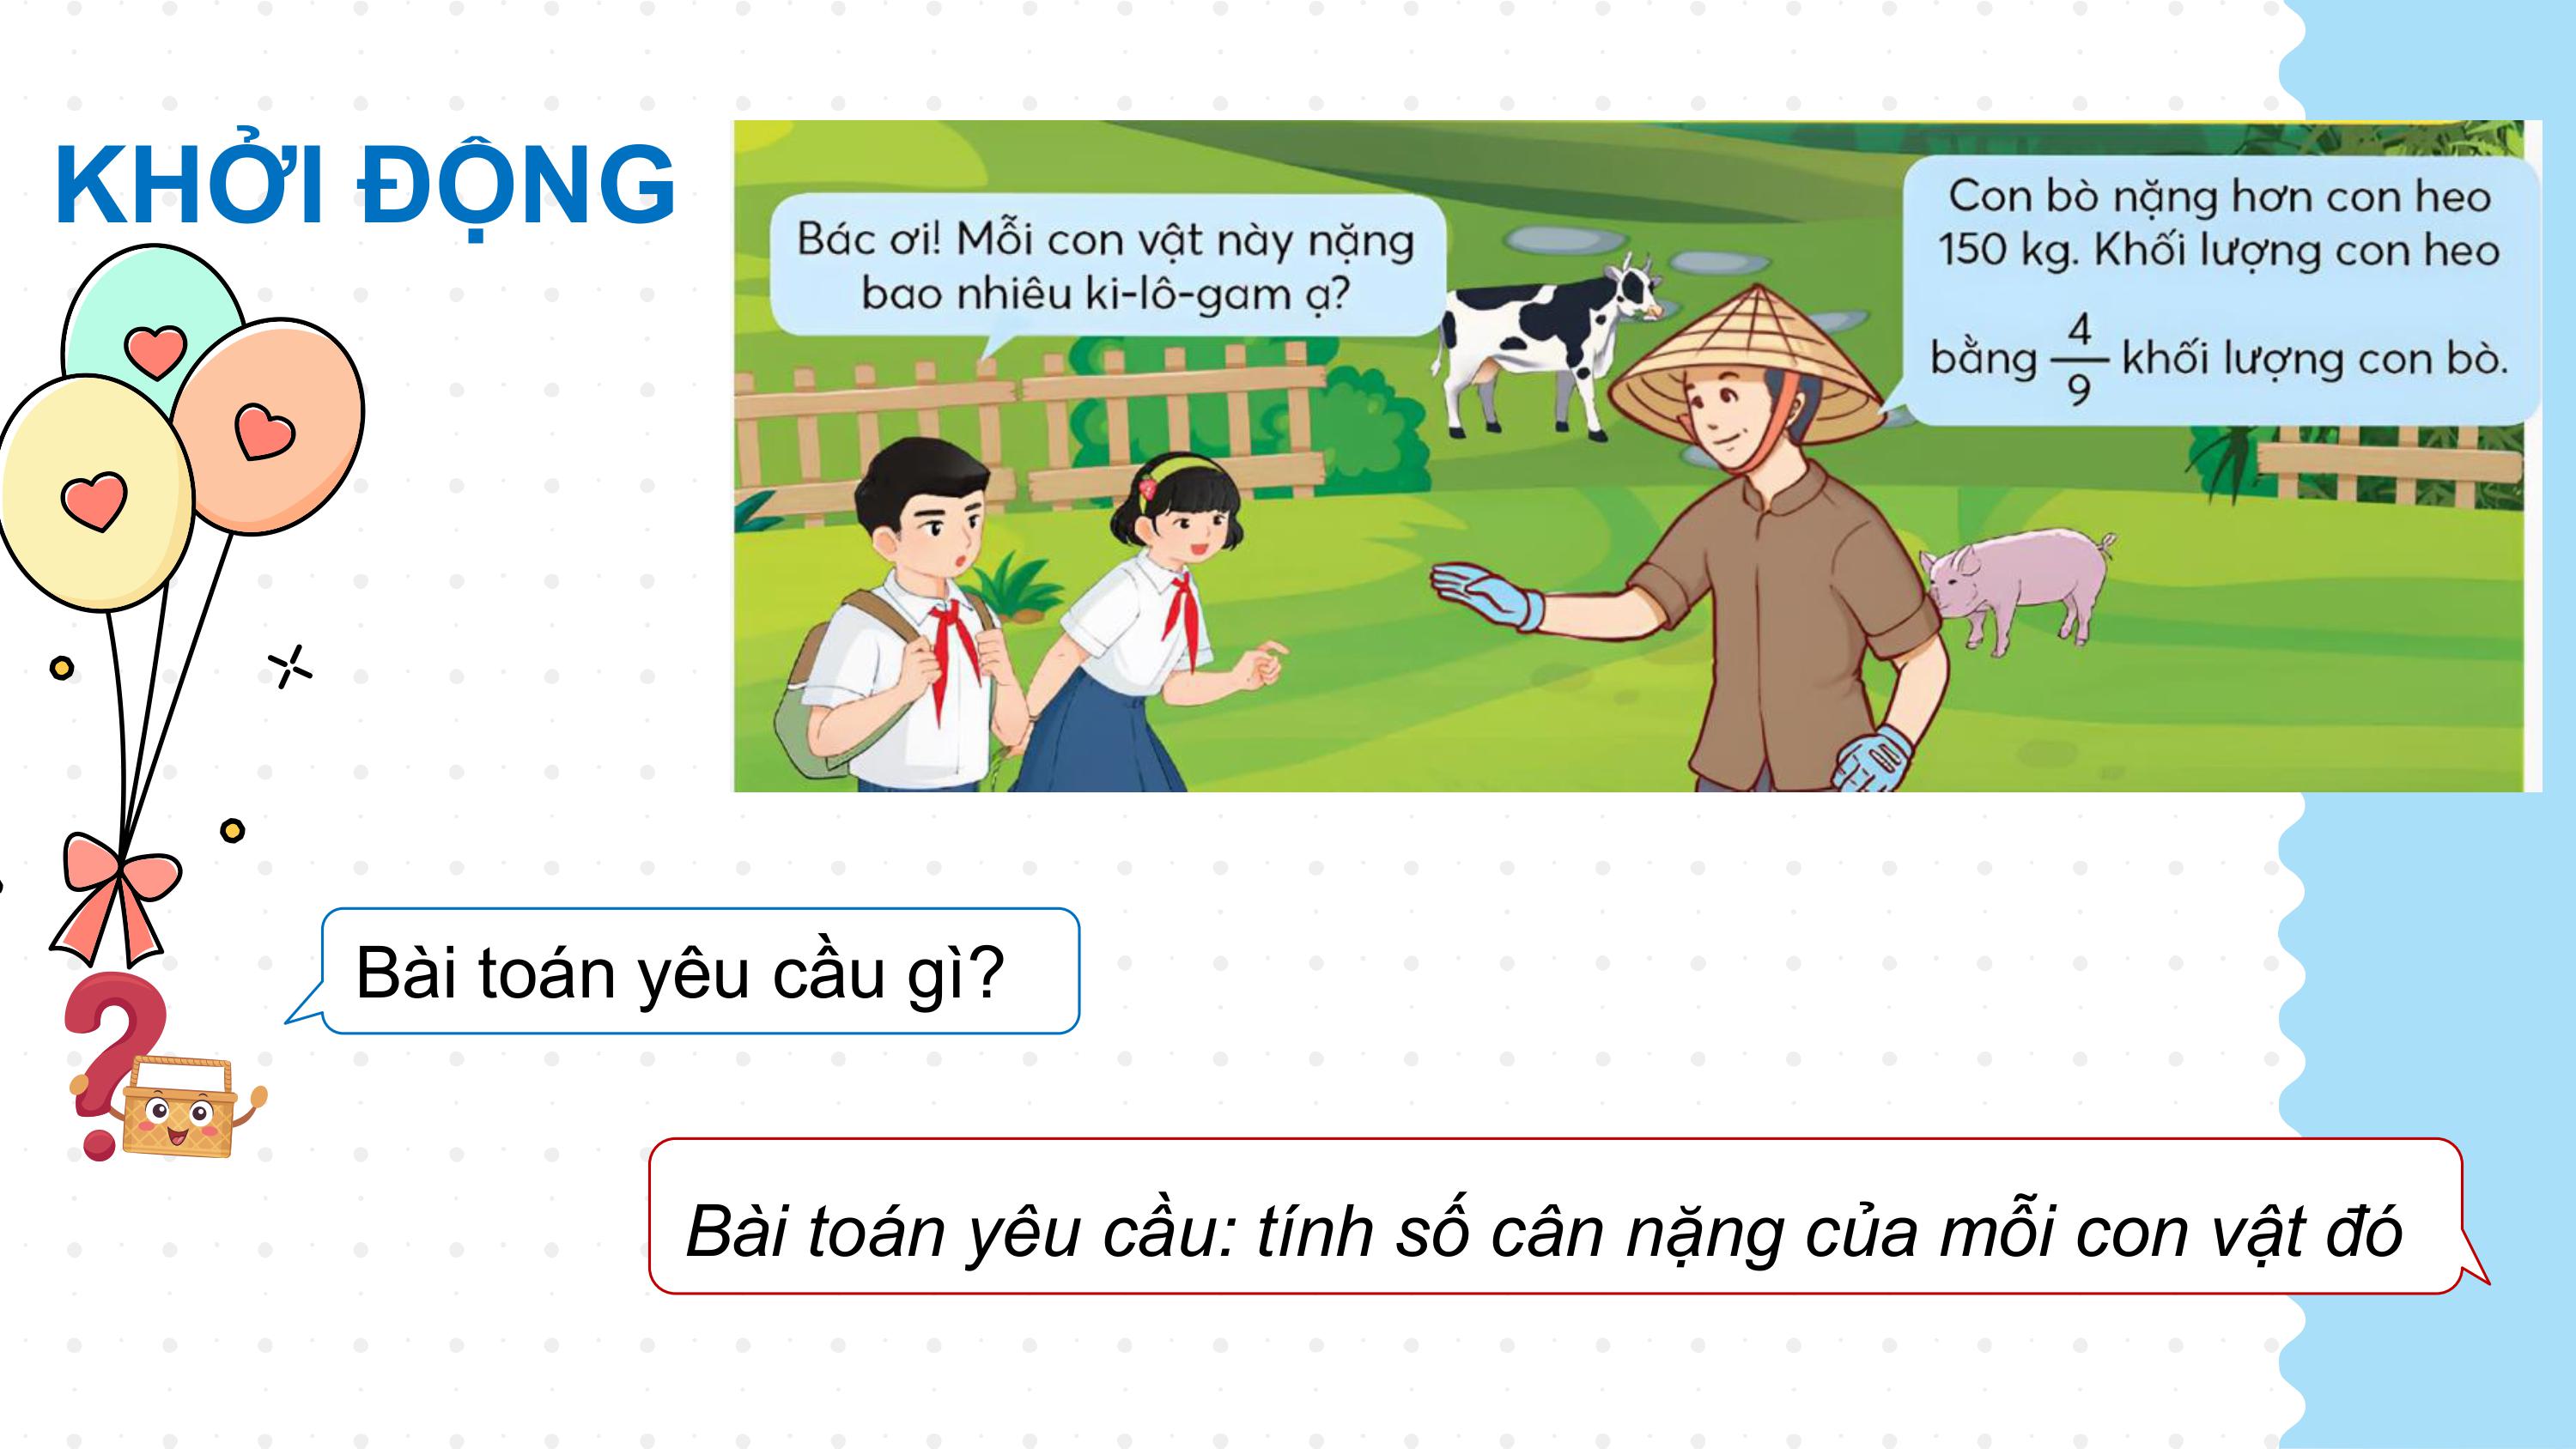 KHỞI ĐỘNG
Bác ơi! Mỗi con vật này nặng
bao nhiêu ki-lô-gam ạ?
Con bò nặng hơn con heo
150 kg. Khối lượng con heo
bằng 4/9 khối lượng con bò.
Bài toán yêu cầu gì?
Bài toán yêu cầu: tính số cân nặng của mỗi con vật đó